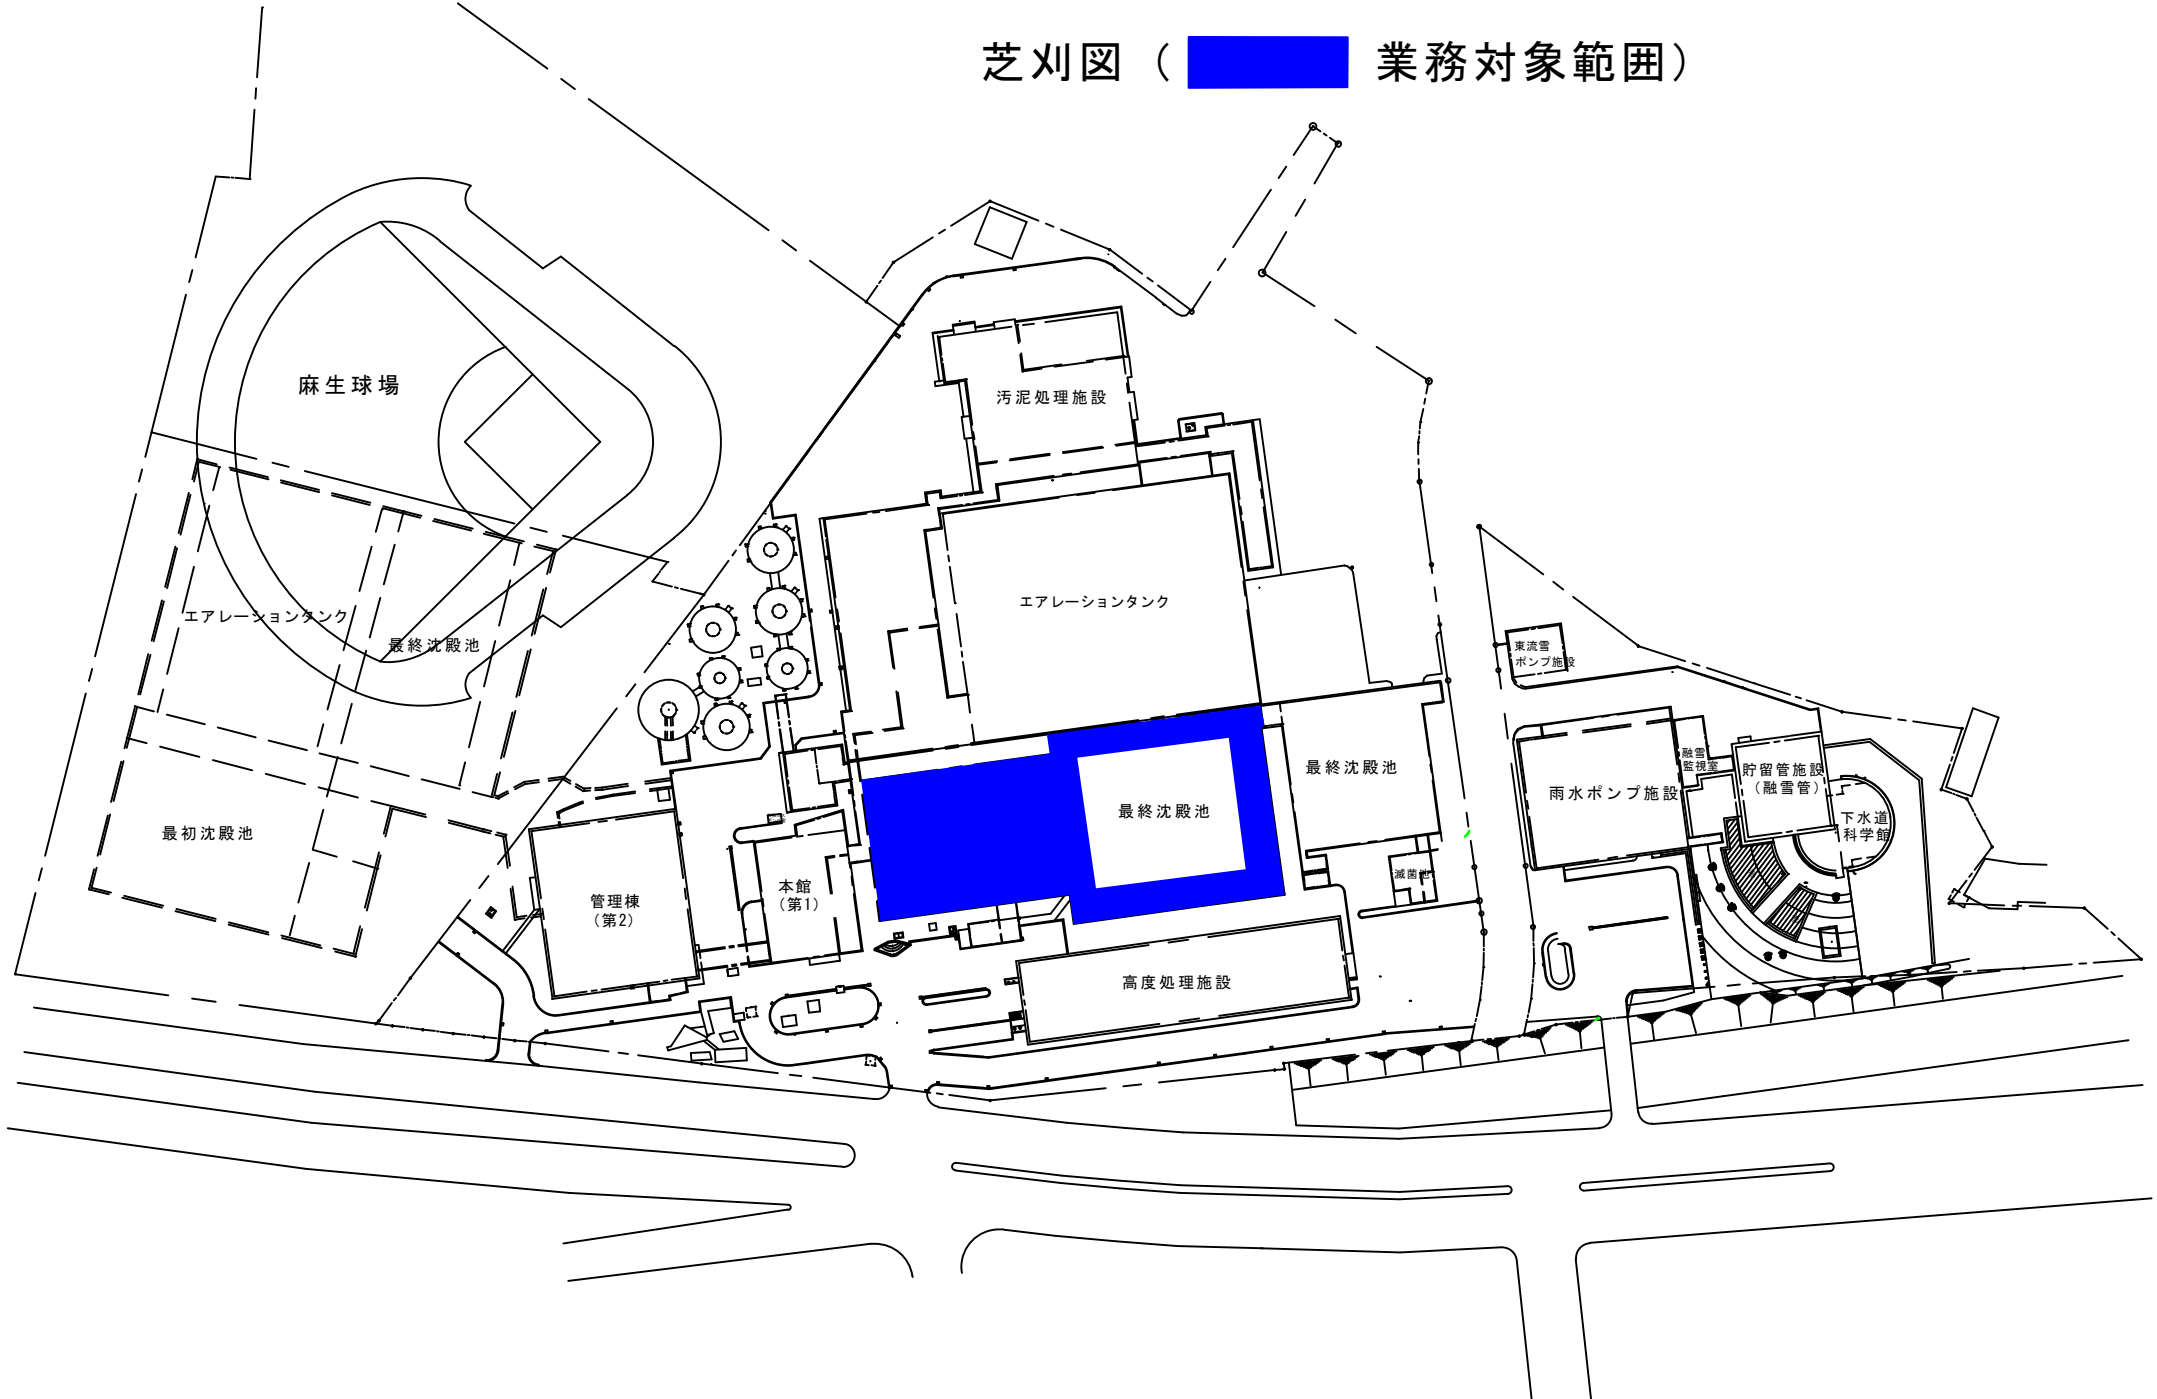 芝刈図（ 業務対象範囲）
麻生球場
汚泥処理施設
エアレーションタンク
エアレーションタンク
最終沈殿池
東流雪
ポンプ施設
最終沈殿池
融雪
監視室
貯留管施設
（融雪管）
雨水ポンプ施設
最終沈殿池
下水道
科学館
最初沈殿池
滅菌池
管理棟
（第2）
本館
（第1）
高度処理施設